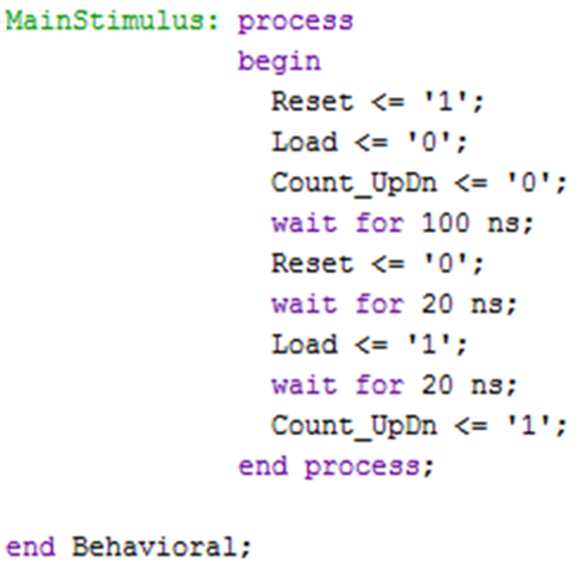 MainStimulus: process
begin
Reset <= '1';
Load <= '0';
Count_UpDn <= '0';
wait for 100 ns;
Reset <= '0';
wait for 20 ns;
Load <= '1';
wait for 20 ns;
Count_UpDn <= '1';
end process;
end Behavioral;